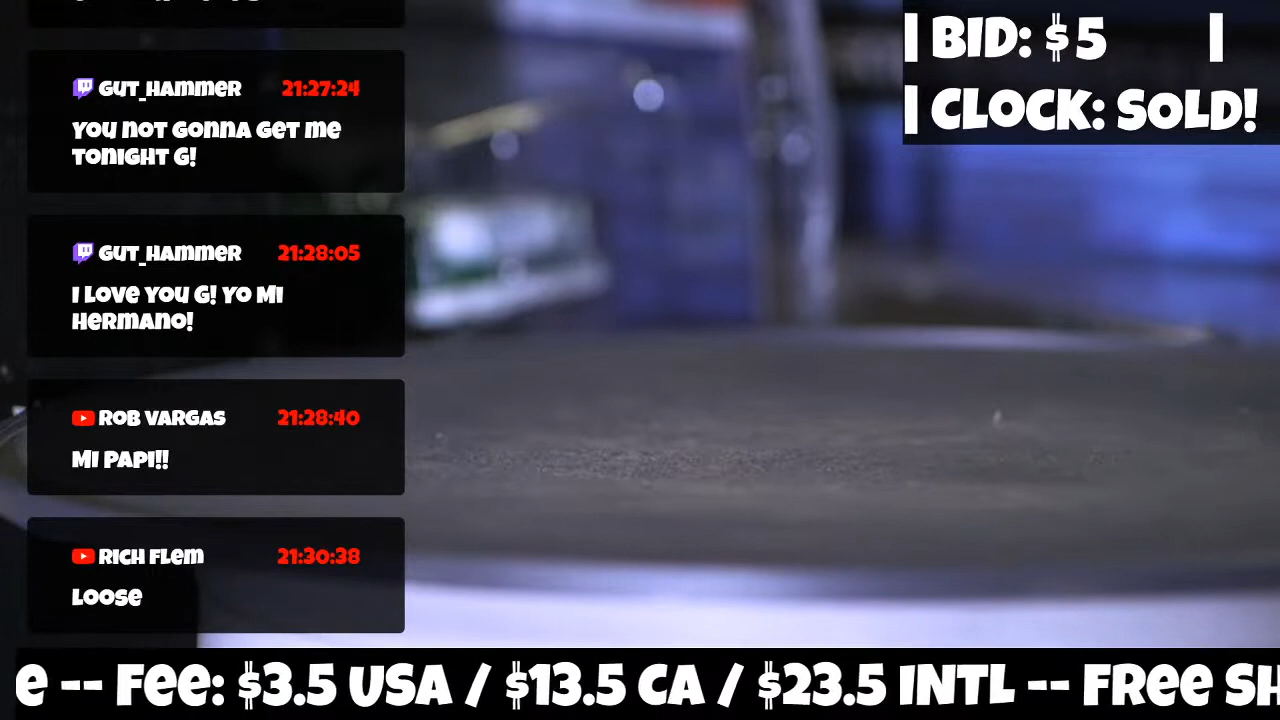 GUT_HAMMER 21:27:24
YOU NOT GONNA GET ME
TONIGHT G!
GUT_HAMMER 21:28:05
I LOVE YOU G! YO MI
HERMANO!
ROB VARGAS 21:28:40
MI PAPI!!
RICH FLEM 21:30:38
LOOSE
| BID: $5 |
| CLOCK: SOLD!
e -- Fee: $3.5 USA / $13.5 CA / $23.5 INTL -- FRee SH